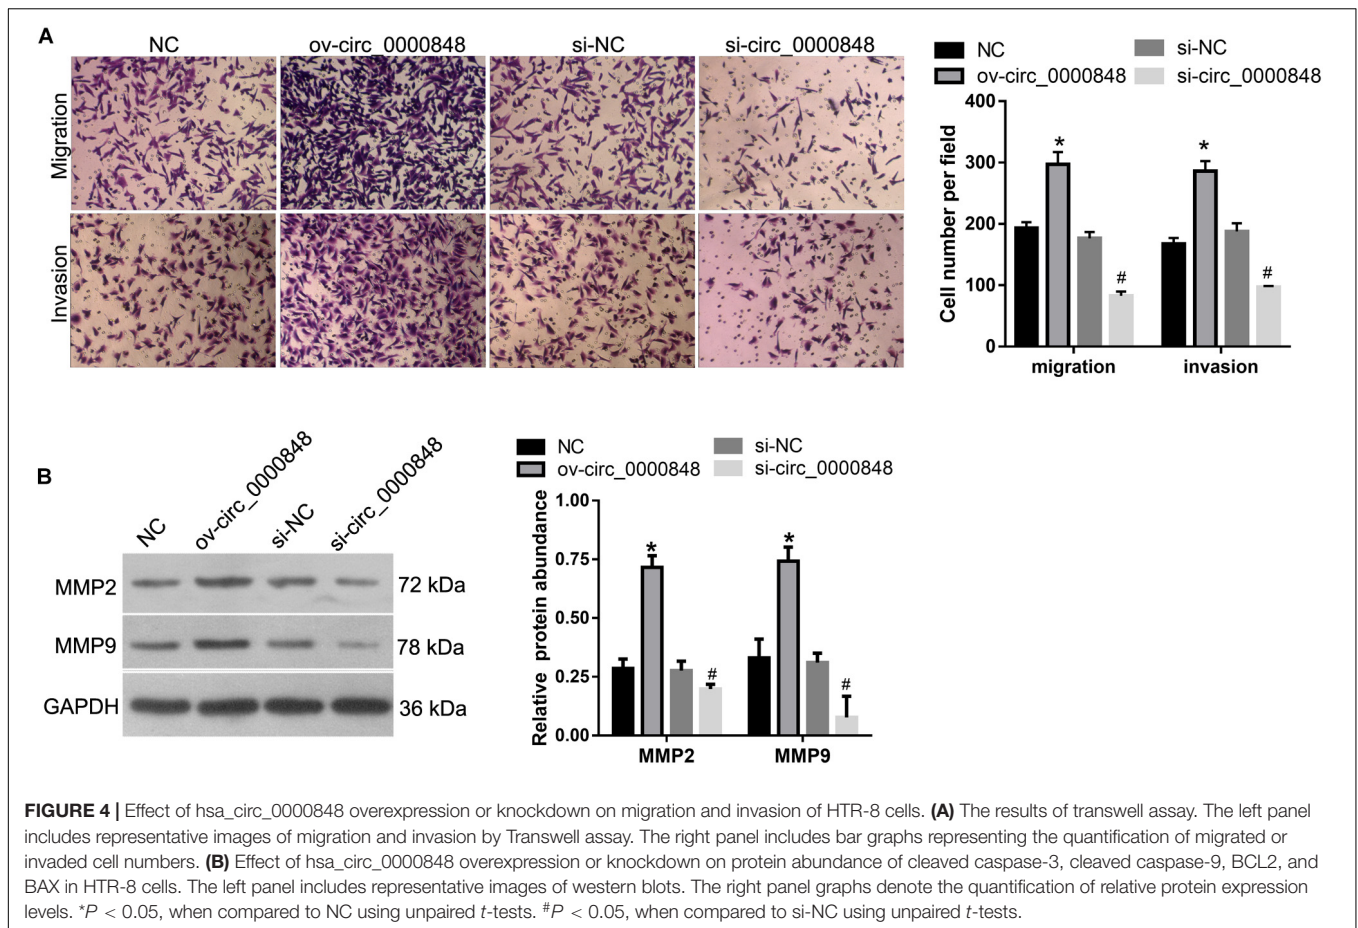 A
NC ov-circ_0000848 si-NC si-circ_0000848
Migration
Invasion
NC si-NC
ov-circ_0000848 si-circ_0000848
Cell number per field
400
300
200
100
0
* * # #
migration invasion
B
NC ov-circ_0000848 si-NC si-circ_0000848
MMP2 72 kDa
MMP9 78 kDa
GAPDH 36 kDa
NC si-NC
ov-circ_0000848 si-circ_0000848
Relative protein abundance
1.00
0.75
0.50
0.25
0.00
* * # #
MMP2 MMP9
FIGURE 4 | Effect of hsa_circ_0000848 overexpression or knockdown on migration and invasion of HTR-8 cells. (A) The results of transwell assay. The left panel
includes representative images of migration and invasion by Transwell assay. The right panel includes bar graphs representing the quantification of migrated or
invaded cell numbers. (B) Effect of hsa_circ_0000848 overexpression or knockdown on protein abundance of cleaved caspase-3, cleaved caspase-9, BCL2, and
BAX in HTR-8 cells. The left panel includes representative images of western blots. The right panel graphs denote the quantification of relative protein expression
levels. *P < 0.05, when compared to NC using unpaired t-tests. #P < 0.05, when compared to si-NC using unpaired t-tests.